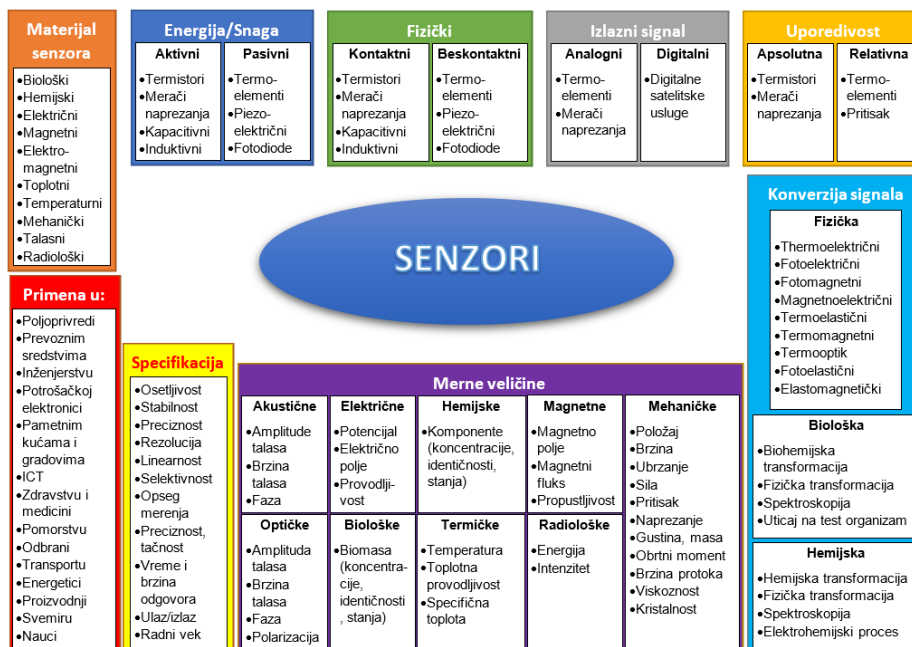 Materijal
senzora
•Biološki
•Hemijski
•Električni
•Magnetni
•Elektro-
magnetni
•Toplotni
•Temperaturni
•Mehanički
•Talasni
•Radiološki
Energija/Snaga
Aktivni
•Termistori
•Merači
naprezanja
•Kapacitivni
•Induktivni
Pasivni
•Termo-
elementi
•Piezo-
električni
•Fotodiode
Fizički
Kontaktni
•Termistori
•Merači
naprezanja
•Kapacitivni
•Induktivni
Beskontaktni
•Termo-
elementi
•Piezo-
električni
•Fotodiode
Izlazni signal
Analogni
•Termo-
elementi
•Merači
naprezanja
Digitalni
•Digitalne
satelitske
usluge
Uporedivost
Apsolutna
•Termistori
•Merači
naprezanja
Relativna
•Termo-
elementi
•Pritisak
SENZORI
Primena u:
•Poljoprivredi
•Prevoznim
sredstvima
•Inženjerstvu
•Potrošačkoj
elektronici
•Pametnim
kućama i
gradovima
•ICT
•Zdravstvu i
medicini
•Pomorstvu
•Odbrani
•Transportu
•Energetici
•Proizvodnji
•Svemiru
•Nauci
Specifikacija
•Osetljivost
•Stabilnost
•Preciznost
•Rezolucija
•Linearnost
•Selektivnost
•Opseg
merenja
•Preciznost,
tačnost
•Vreme i
brzina
odgovora
•Ulaz/izlaz
•Radni vek
Merne veličine
Akustične
•Amplitude
talasa
•Brzina
talasa
•Faza
Električne
•Potencijal
•Električno
polje
•Provodlji-
vost
Hemijske
•Komponente
(koncentracije,
identičnosti,
stanja)
Magnetne
•Magnetno
polje
•Magnetni
fluks
•Propustljivost
Mehaničke
•Položaj
•Brzina
•Ubrzanje
•Sila
•Pritisak
•Naprezanje
•Gustina, masa
•Obrtni moment
•Brzina protoka
•Viskoznost
•Kristalnost
Optičke
•Amplituda
talasa
•Brzina
talasa
•Faza
•Polarizacija
Biološke
•Biomasa
(koncentra-
cije,
identičnosti
, stanja)
Termičke
•Temperatura
•Toplotna
provodljivost
•Specifična
toplota
Radiološke
•Energija
•Intenzitet
Konverzija signala
Fizička
•Thermoelektrični
•Fotoelektrični
•Fotomagnetni
•Magnetoelektrični
•Termoelastični
•Termomagnetni
•Termooptik
•Fotoelastični
•Elastomagnetički
Biološka
•Biohemijska
transformacija
•Fizička transformacija
•Spektroskopija
•Uticaj na test organizam
Hemijska
•Hemijska transformacija
•Fizička transformacija
•Spektroskopija
•Elektrohemijski proces